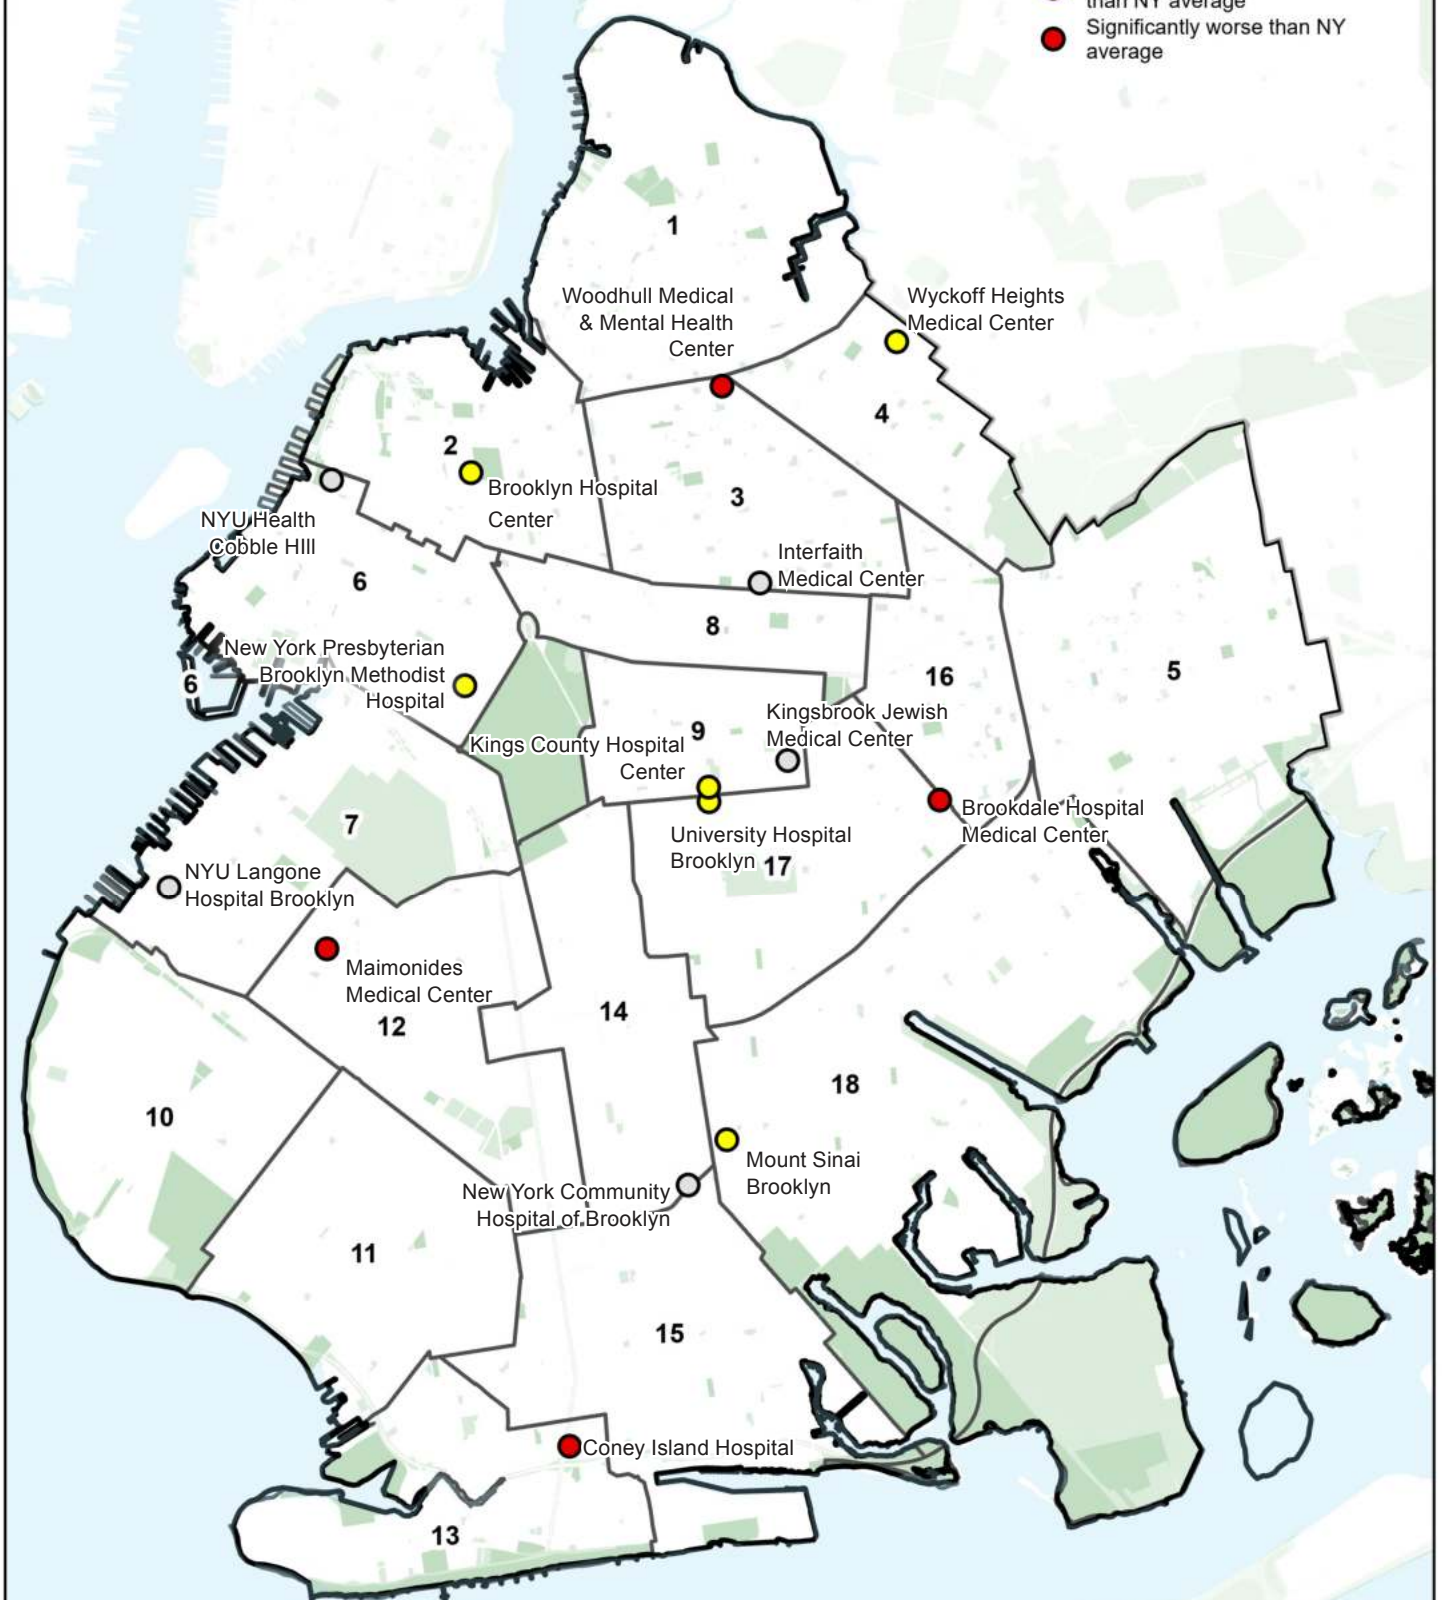 than NY average
Significantly worse than NY
average
1
Woodhull Medical
& Mental Health
Center
Wyckoff Heights
Medical Center
4
2
Brooklyn Hospital
Center
3
NYU Health
Cobble HIll
Interfaith
Medical Center
6
8
New York Presbyterian
Brooklyn Methodist
Hospital
6
16
5
Kingsbrook Jewish
Medical Center
9
Kings County Hospital
Center
Brookdale Hospital
Medical Center
7
University Hospital
Brooklyn
17
NYU Langone
Hospital Brooklyn
Maimonides
Medical Center
12
14
18
10
Mount Sinai
Brooklyn
New York Community
Hospital of Brooklyn
11
15
Coney Island Hospital
13